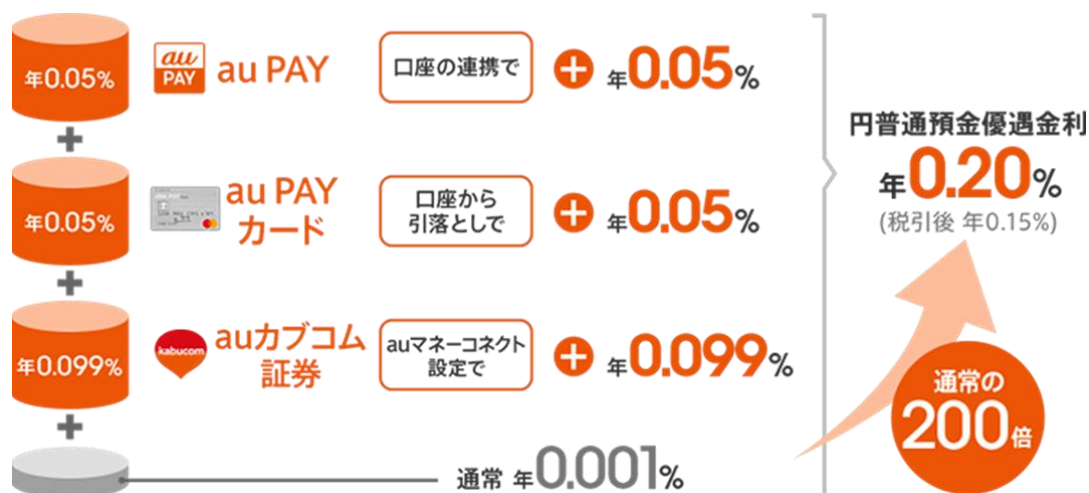 年0.05%
au
PAY
au PAY
口座の連携で
+ 年0.05%
+
年0.05%
au PAY
カード
口座から
引落としで
+ 年0.05%
+
年0.099%
kabucom
auカブコム
証券
auマネーコネクト
設定で
+ 年0.099%
+
通常 年0.001%
円普通預金優遇金利
年0.20%
(税引後 年0.15%)
通常の
200倍